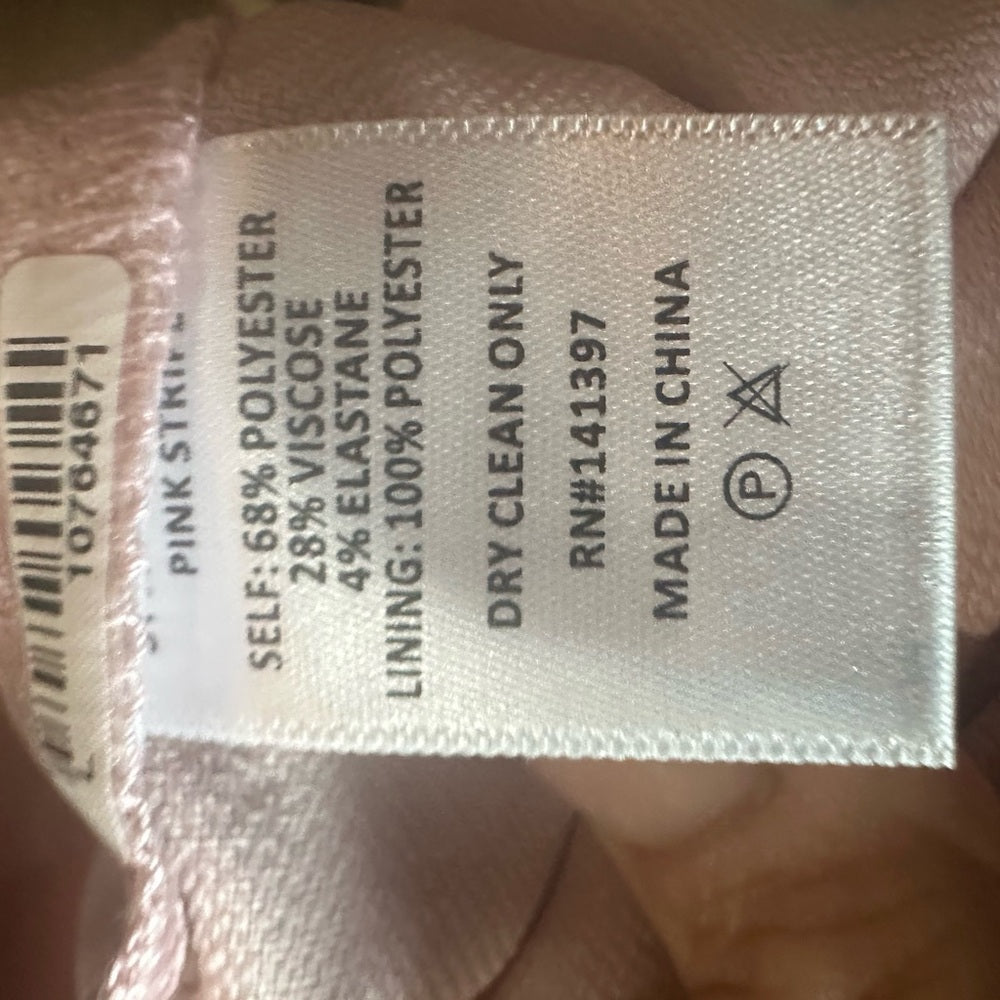 10764671
PINK STRIPE
SELF: 68% POLYESTER
28% VISCOSE
4% ELASTANE
LINING: 100% POLYESTER
DRY CLEAN ONLY
RN#141397
MADE IN CHINA
P